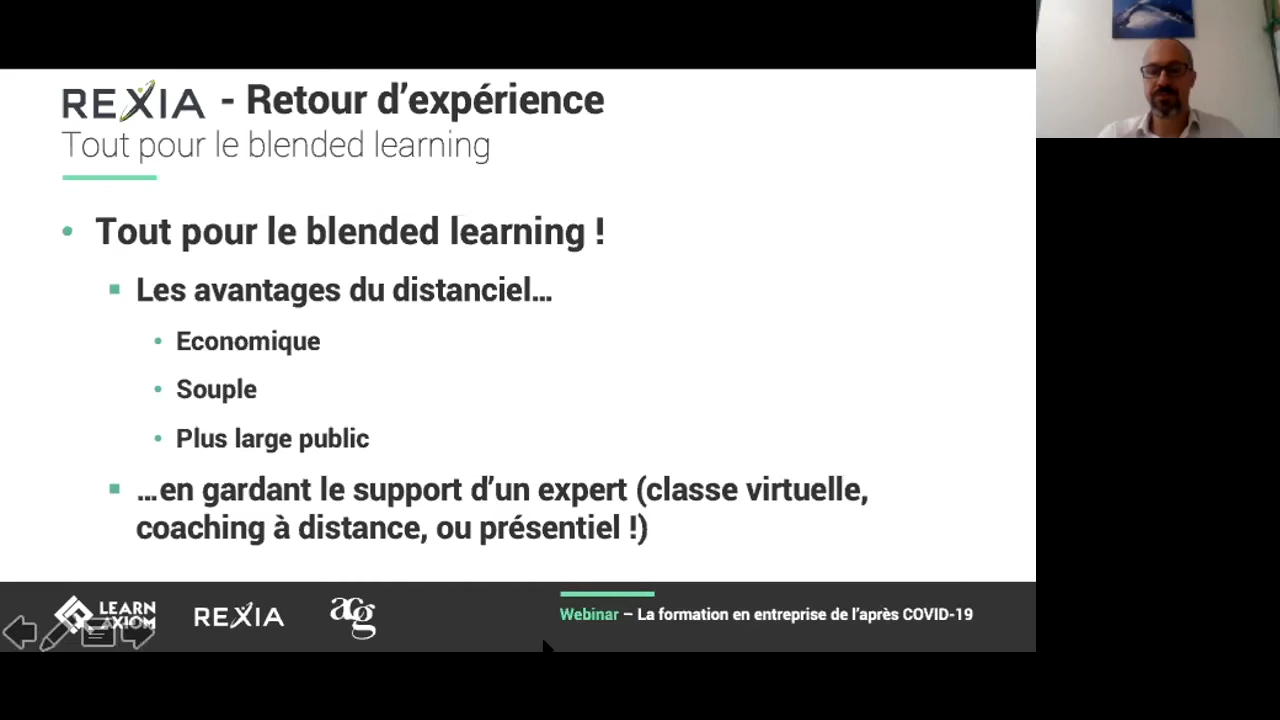 REXIA - Retour d’expérience
Tout pour le blended learning
• Tout pour le blended learning !
▪ Les avantages du distanciel…
• Economique
• Souple
• Plus large public
▪ …en gardant le support d’un expert (classe virtuelle,
coaching à distance, ou présentiel !)
LEARN
AXIOM
REXIA
acg
Webinar – La formation en entreprise de l’après COVID-19